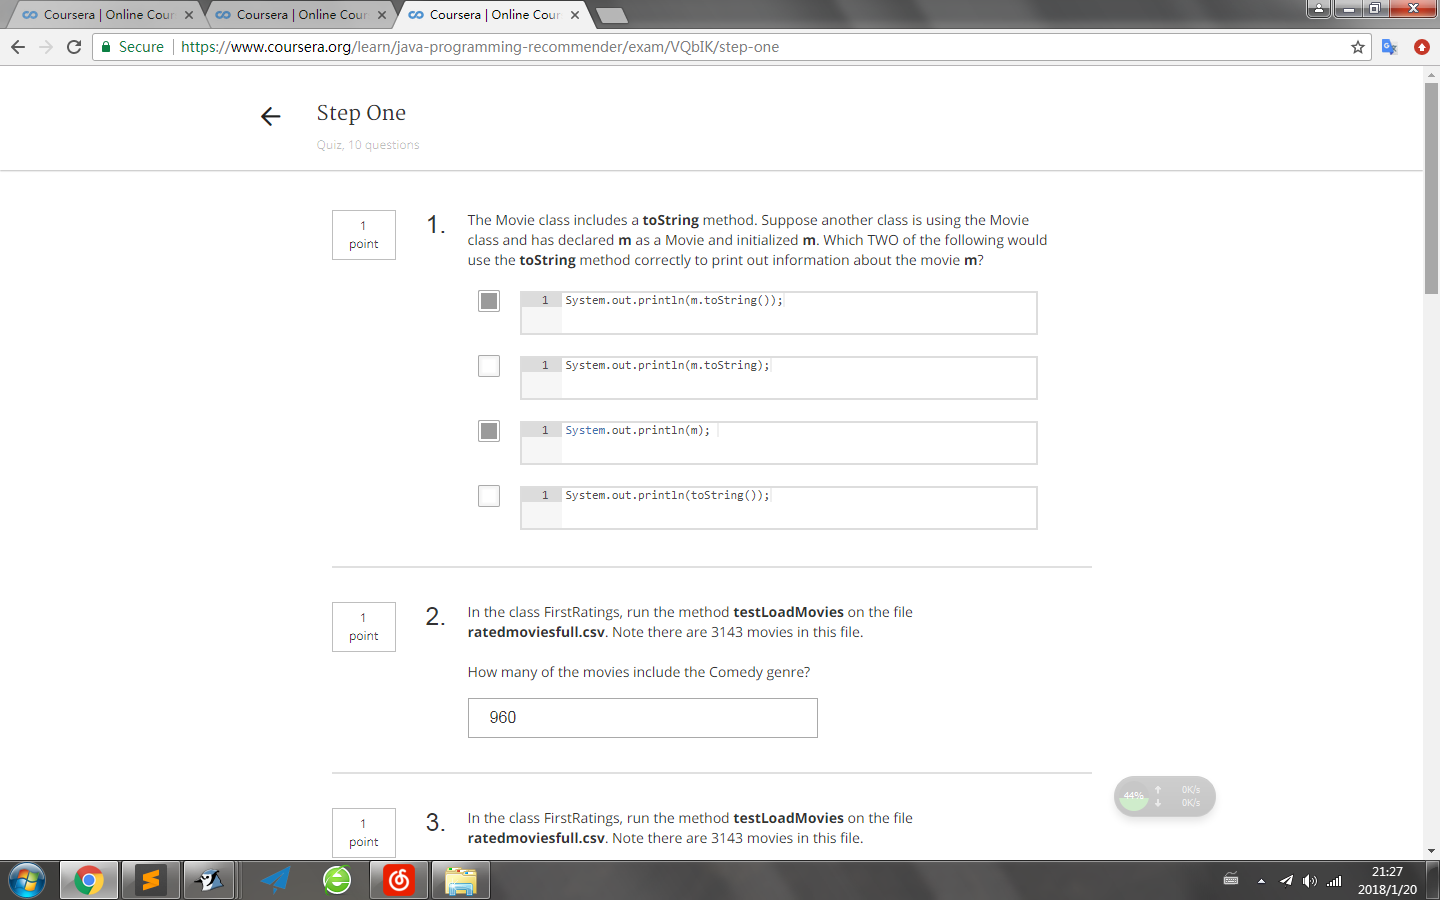 Coursera | Online Cour
Coursera | Online Cour
Coursera | Online Cour
Secure
https://www.coursera.org/learn/java-programming-recommender/exam/VQbIK/step-one
Step One
Quiz, 10 questions
1
point
1.
The Movie class includes a toString method. Suppose another class is using the Movie
class and has declared m as a Movie and initialized m. Which TWO of the following would
use the toString method correctly to print out information about the movie m?
1 System.out.println(m.toString());
1 System.out.println(m.toString);
1 System.out.println(m);
1 System.out.println(toString());
1
point
2.
In the class FirstRatings, run the method testLoadMovies on the file
ratedmoviesfull.csv. Note there are 3143 movies in this file.
How many of the movies include the Comedy genre?
960
1
point
3.
In the class FirstRatings, run the method testLoadMovies on the file
ratedmoviesfull.csv. Note there are 3143 movies in this file.
44%
0K/s
0K/s
21:27
2018/1/20